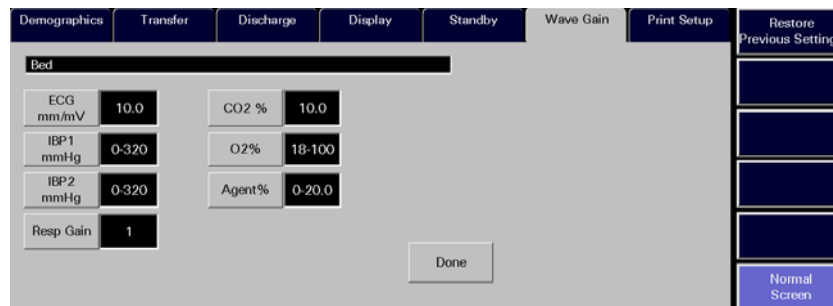 Demographics Transfer Discharge Display Standby Wave Gain Print Setup
Restore
Previous Setting
Bed
ECG
mm/mV
10.0
CO2 % 10.0
IBP1
mmHg
0-320
O2% 18-100
IBP2
mmHg
0-320
Agent% 0-20.0
Resp Gain 1
Done
Normal
Screen